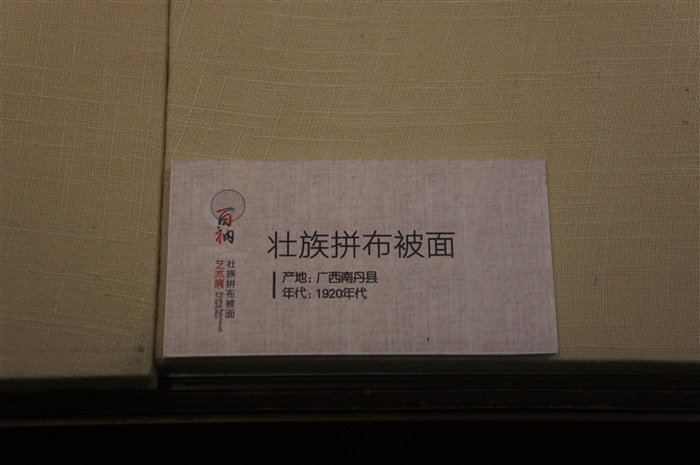 百衲
壮族拼布被面
艺术展
壮族拼布被面
产地：广西南丹县
年代：1920年代